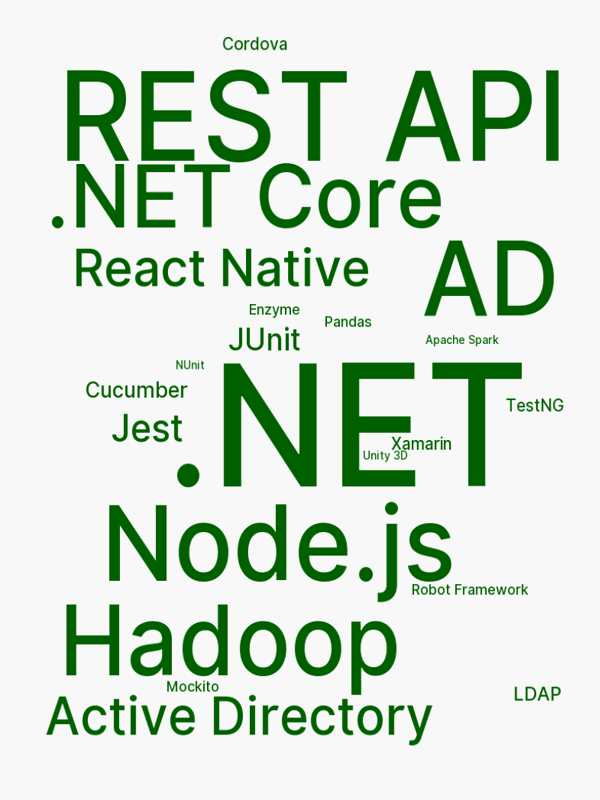 Cordova
REST API
.NET Core
React Native
AD
Enzyme
Pandas
JUnit
Apache Spark
NUnit
.NET
Cucumber
TestNG
Jest
Xamarin
Unity 3D
Node.js
Robot Framework
Hadoop
Mockito
LDAP
Active Directory